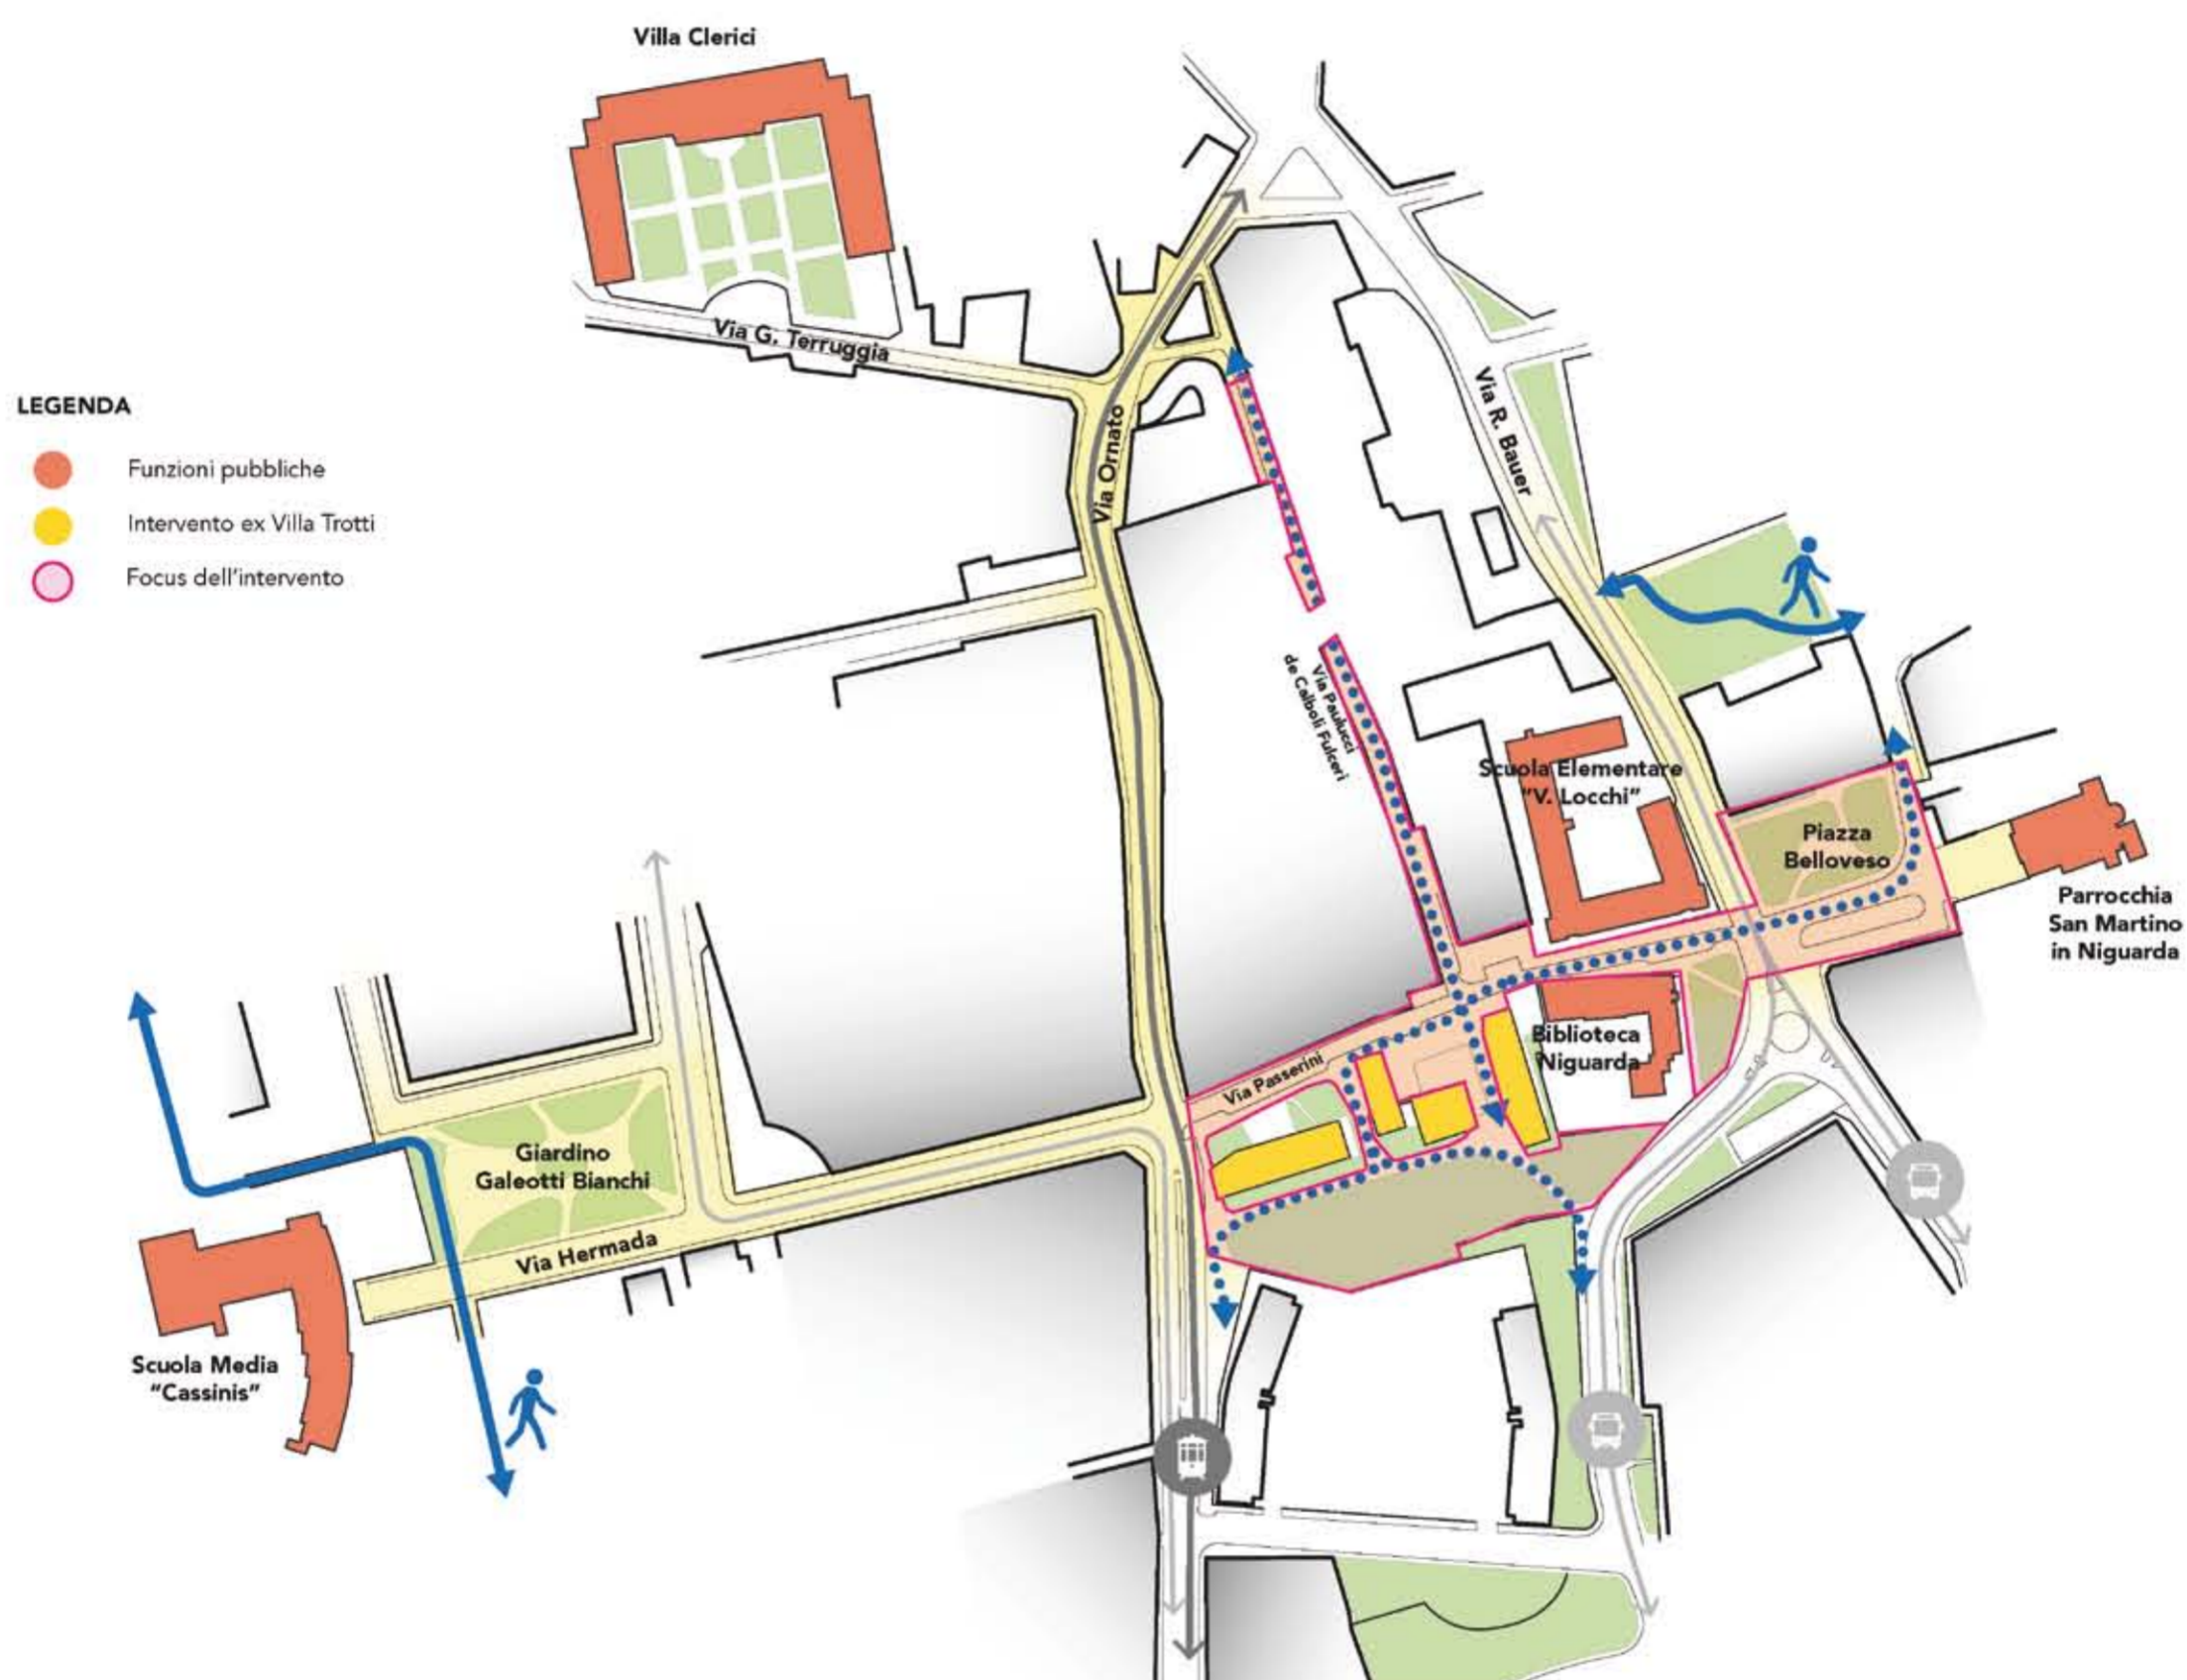 Villa Clerici
Via G. Terruggia
LEGENDA
Funzioni pubbliche
Intervento ex Villa Trotti
Focus dell'intervento
Via Ornato
Via R. Bauer
Via Paulucci
de Calboli Fulceri
Scuola Elementare
"V. Locchi"
Piazza
Belloveso
Parrocchia
San Martino
in Niguarda
Biblioteca
Niguarda
Via Passerini
Giardino
Galeotti Bianchi
Via Hermada
Scuola Media
"Cassinis"